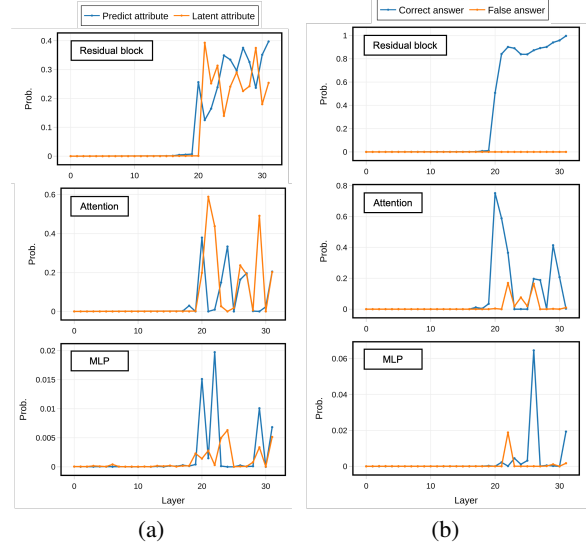 Predict attribute Latent attribute
Residual block
Prob.
0.4
0.3
0.2
0.1
0
0 10 20 30
Attention
Prob.
0.6
0.4
0.2
0
0 10 20 30
MLP
Prob.
0.02
0.015
0.01
0.005
0
0 10 20 30
Layer
(a)
Correct answer False answer
Residual block
Prob.
1
0.8
0.6
0.4
0.2
0
0 10 20 30
Attention
Prob.
0.8
0.6
0.4
0.2
0
0 10 20 30
MLP
Prob.
0.06
0.04
0.02
0
0 10 20 30
Layer
(b)